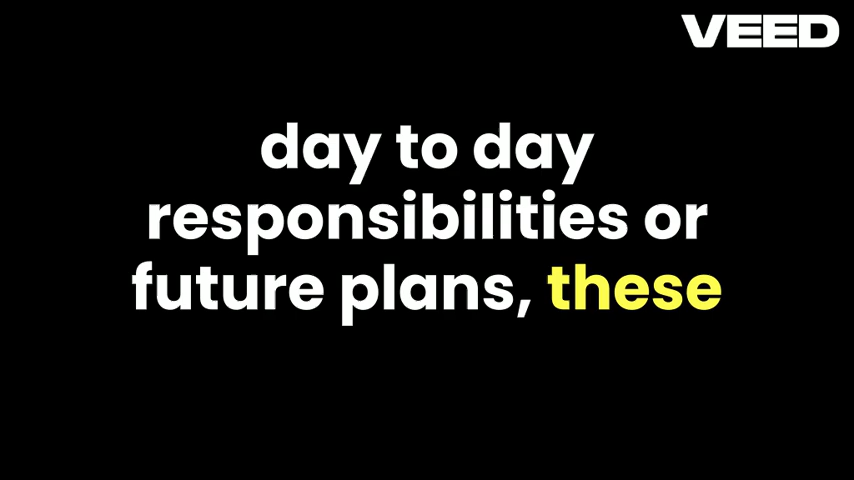 VEED
day to day
responsibilities or
future plans, these